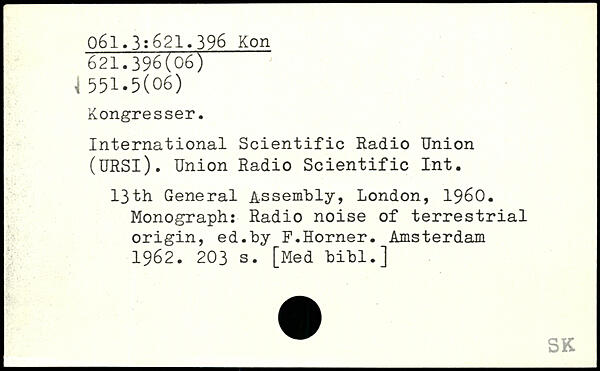 061.3:621.396 Kon
621.396(06)
551.5(06)
Kongresser.
International Scientific Radio Union
(URSI). Union Radio Scientific Int.
13th General Assembly, London, 1960.
Monograph: Radio noise of terrestrial
origin, ed.by F.Horner. Amsterdam
1962. 203 s. [Med bibl.]
SK